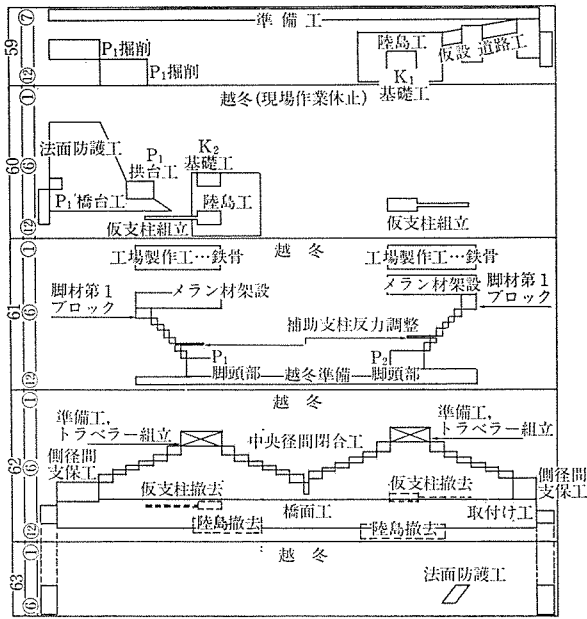 59
⑦
準備工
P₁掘削
P₁掘削
⑫
陸島工
K₁
基礎工
仮設
道路工
60
①
越冬(現場作業休止)
法面防護工
P₁
拱台工
K₂
基礎工
⑥
P₁橋台工
陸島工
仮支柱組立
仮支柱組立
⑫
61
①
越冬
工場製作工…鉄骨
工場製作工…鉄骨
脚材第1
ブロック
メラン材架設
メラン材架設
脚材第1
ブロック
⑥
補助支柱反力調整
P₁
P₂
脚頭部
越冬準備
脚頭部
⑫
62
①
越冬
準備工,
トラベラー組立
中央径間閉合工
準備工,
トラベラー組立
側径間
支保工
側径間
支保工
⑥
仮支柱撤去
仮支柱撤去
橋面工
取付け工
陸島撤去
陸島撤去
⑫
63
①
越冬
法面防護工
⑥